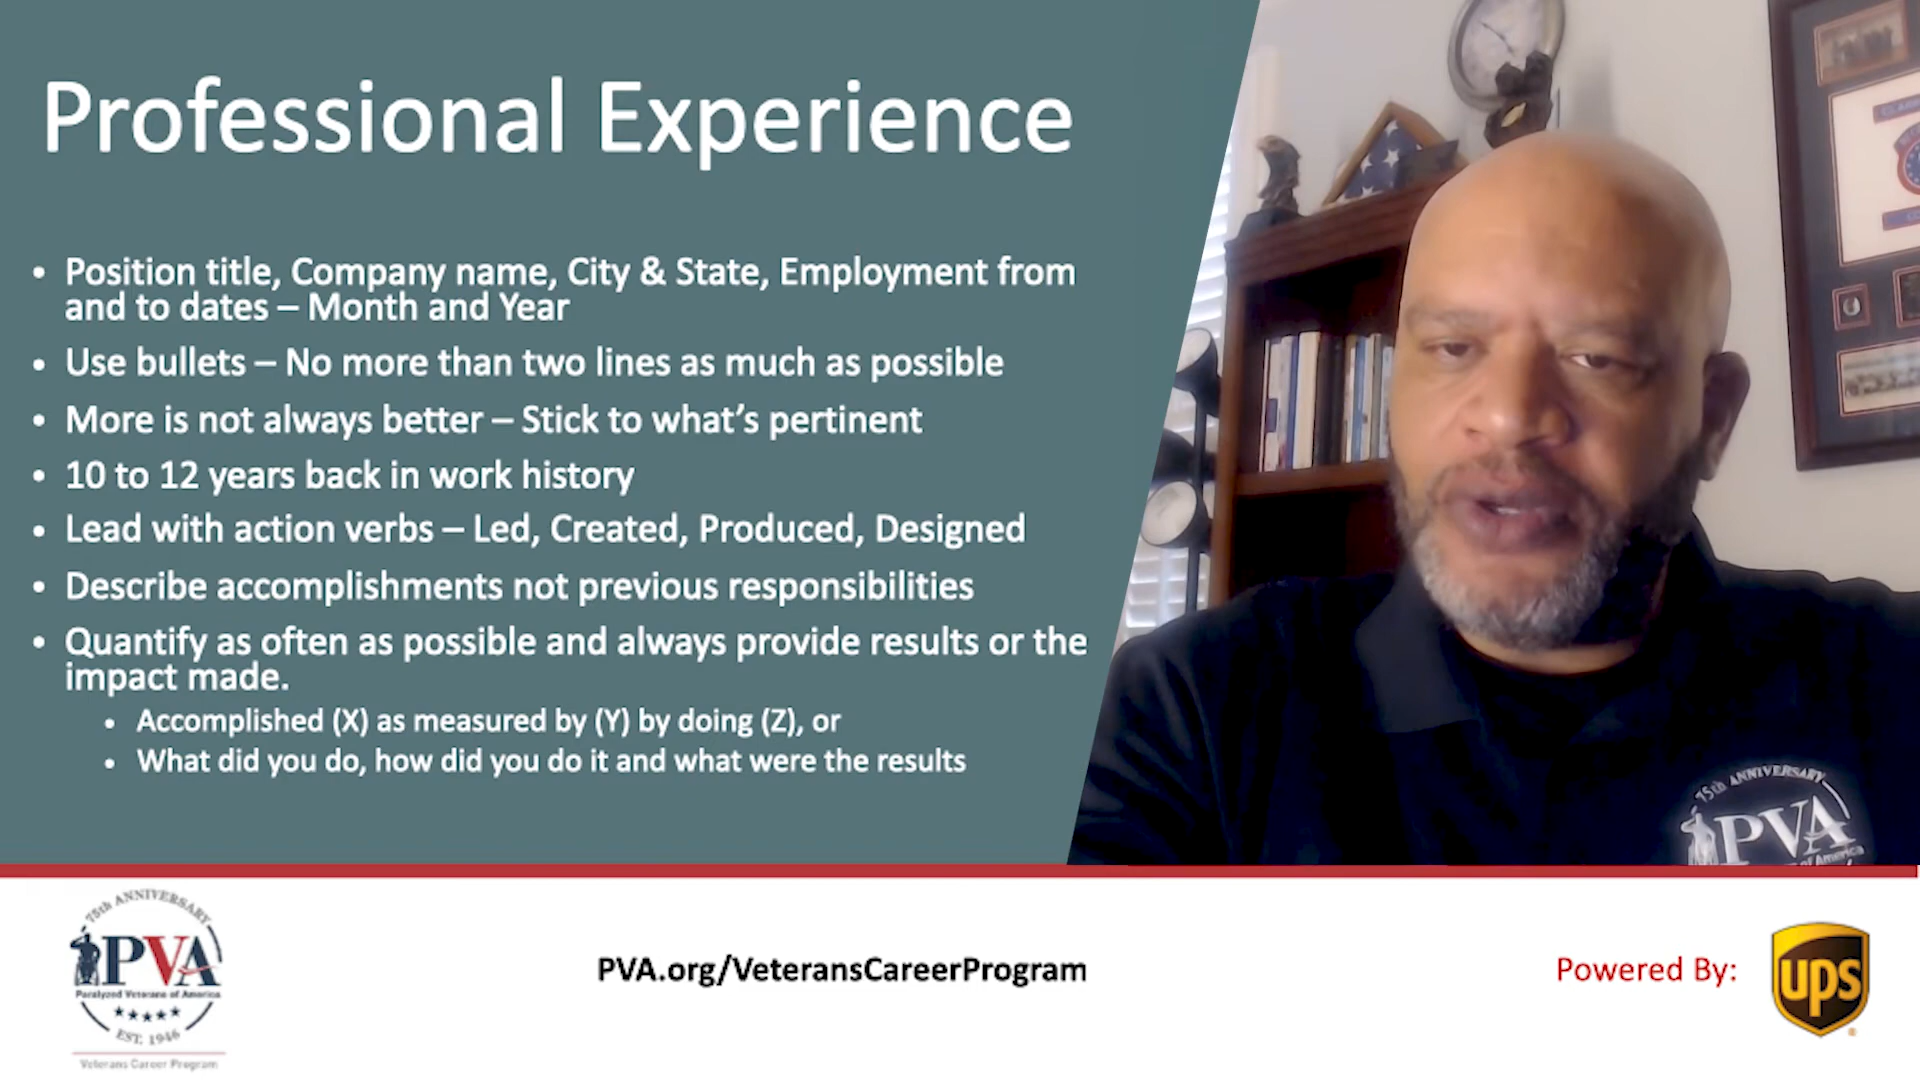 Professional Experience
• Position title, Company name, City & State, Employment from
and to dates – Month and Year
• Use bullets – No more than two lines as much as possible
• More is not always better – Stick to what's pertinent
• 10 to 12 years back in work history
• Lead with action verbs – Led, Created, Produced, Designed
• Describe accomplishments not previous responsibilities
• Quantify as often as possible and always provide results or the
impact made.
• Accomplished (X) as measured by (Y) by doing (Z), or
• What did you do, how did you do it and what were the results
75th ANNIVERSARY
PVA
of America
75th ANNIVERSARY
PVA
Paralyzed Veterans of America
EST. 1946
Veterans Career Program
PVA.org/VeteransCareerProgram
Powered By:
ups